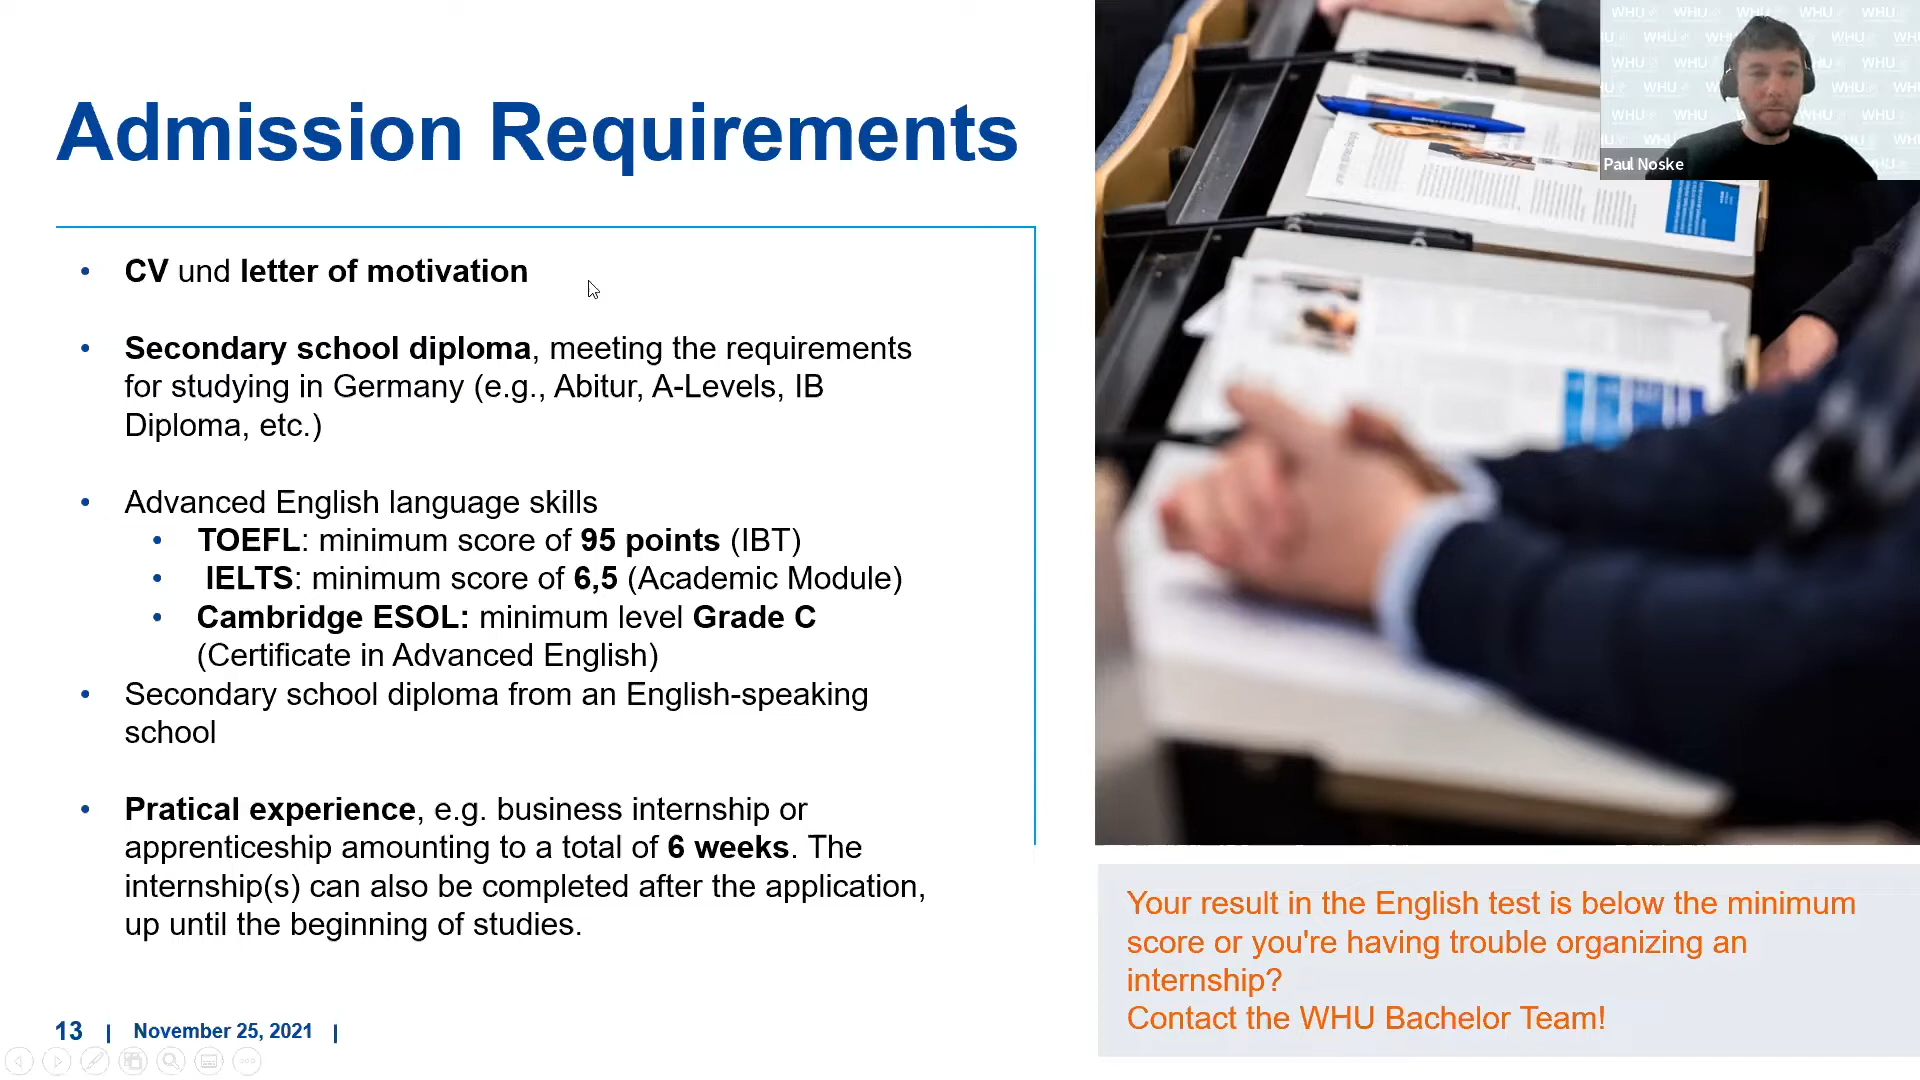 Admission Requirements
• CV und letter of motivation
• Secondary school diploma, meeting the requirements
for studying in Germany (e.g., Abitur, A-Levels, IB
Diploma, etc.)
• Advanced English language skills
• TOEFL: minimum score of 95 points (IBT)
• IELTS: minimum score of 6,5 (Academic Module)
• Cambridge ESOL: minimum level Grade C
(Certificate in Advanced English)
• Secondary school diploma from an English-speaking
school
• Pratical experience, e.g. business internship or
apprenticeship amounting to a total of 6 weeks. The
internship(s) can also be completed after the application,
up until the beginning of studies.
13 | November 25, 2021 |
WHU WHU WHU WHU WHU
Paul Noske
Your result in the English test is below the minimum
score or you're having trouble organizing an
internship?
Contact the WHU Bachelor Team!